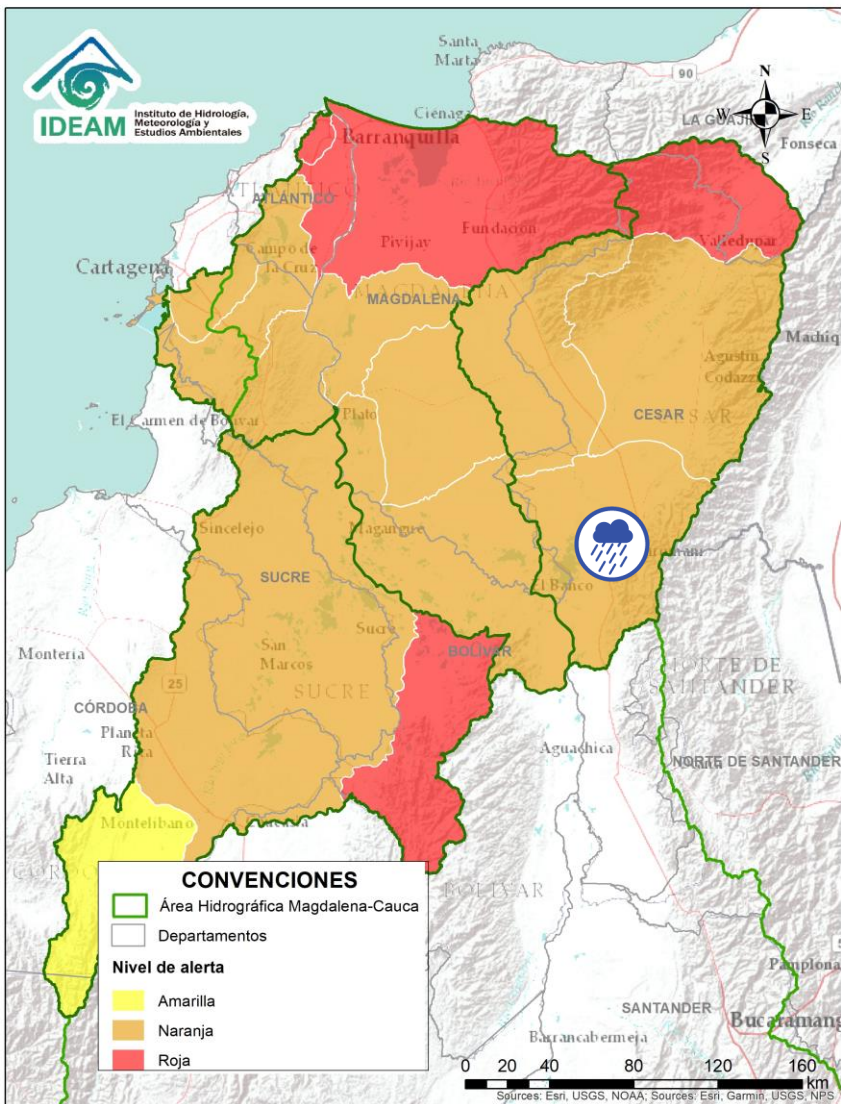 IDEAM
Instituto de Hidrología,
Meteorología y
Estudios Ambientales
Santa
Marta
90
N
W
E
S
LA GUAJI
Ciénaga
Fonseca
Barranquilla
ATLÁNTICO
Fundación
Pivijay
Valledupar
Campo de
la Cruz
Cartagena
MAGDALENA
Agustín
Codazzi
CESAR
El Carmen de Bolívar
Plato
Sincelejo
Magangue
El Banco
SUCRE
Sucre
San
Marcos
SUCRE
BOLÍVAR
Montería
25
CÓRDOBA
Planeta
Rica
Tierra
Alta
NORTE DE
SANTANDER
Aguachica
NORTE DE SANTANDER
Montelíbano
BOLÍVAR
CONVENCIONES
Área Hidrográfica Magdalena-Cauca
Departamentos
Nivel de alerta
Amarilla
Naranja
Roja
Pamplona
SANTANDER
Bucaramang
Barrancabermeja
0 20 40 80 120 160
km
Sources: Esri, USGS, NOAA; Sources: Esri, Garmin, USGS, NPS